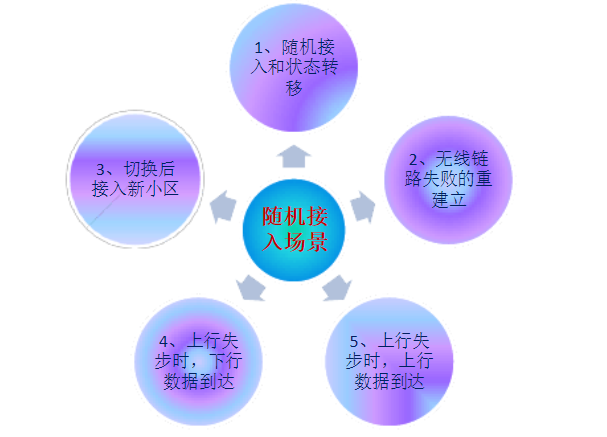 1、随机接
入和状态转
移
2、无线链
路失败的重
建立
3、切换后
接入新小区
随机接
入场景
4、上行失
步时，下行
数据到达
5、上行失
步时，上行
数据到达